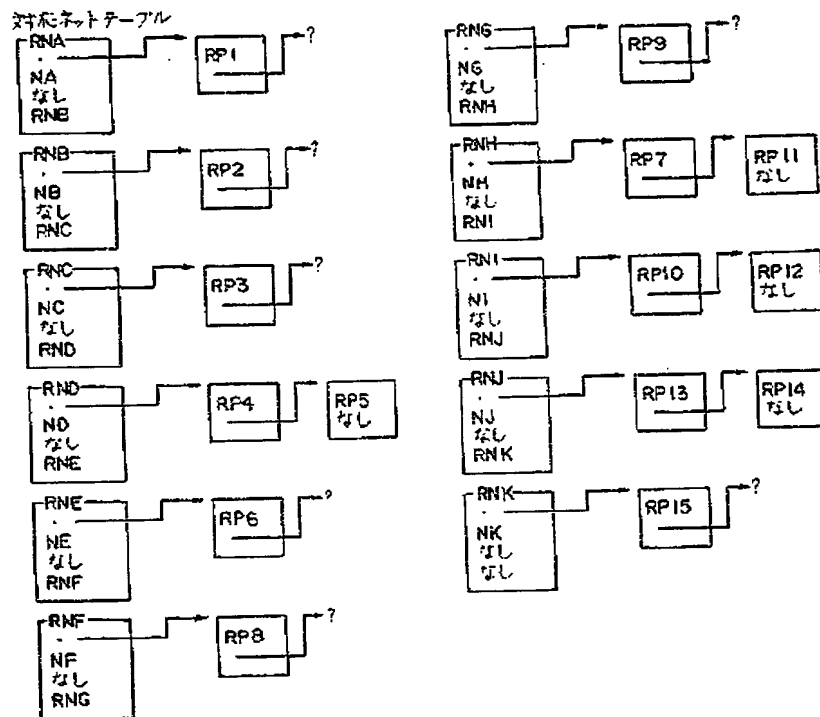 対応ネットテーブル
RNA
RP1
?
・
NA
なし
RNB
RNB
RP2
?
・
NB
なし
RNC
RNC
RP3
?
・
NC
なし
RND
RND
RP4
RP5
なし
・
ND
なし
RNE
RNE
RP6
?
・
NE
なし
RNF
RNF
RP8
?
・
NF
なし
RNG
RNG
RP9
?
・
NG
なし
RNH
RNH
RP7
RP11
なし
・
NH
なし
RNI
RNI
RP10
RP12
なし
・
NI
なし
RNJ
RNJ
RP13
RP14
なし
・
NJ
なし
RNK
RNK
RP15
?
・
NK
なし
なし